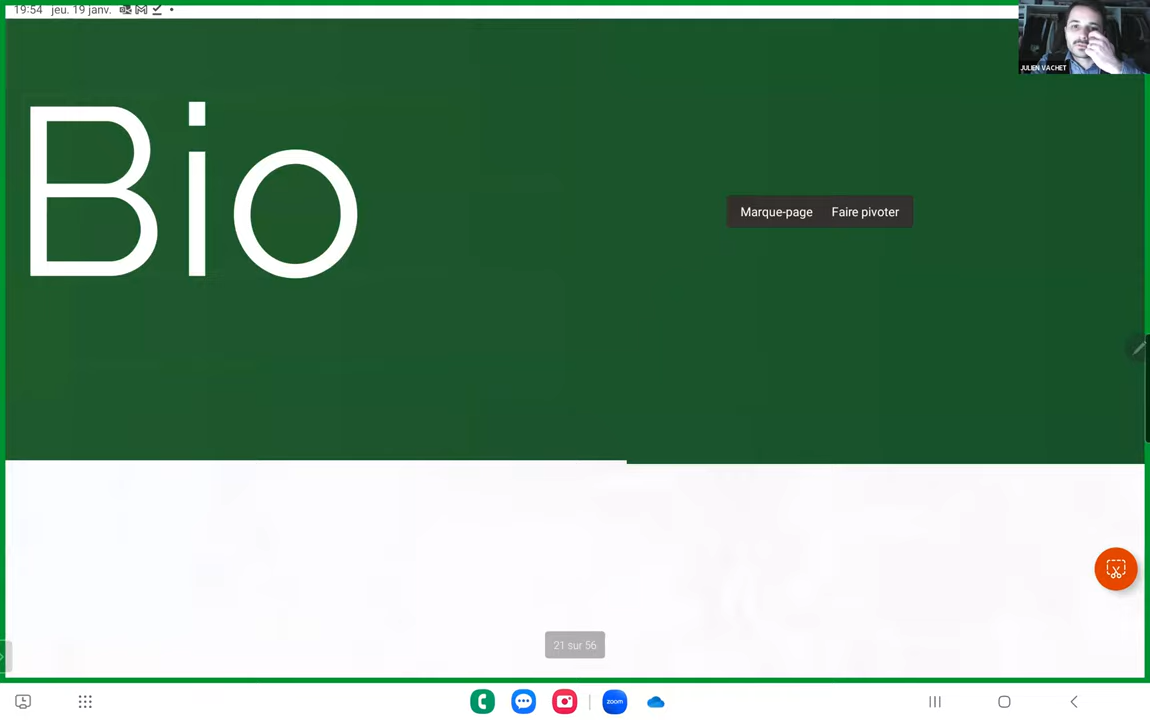 19:54 jeu. 19 janv.
JULIEN VACHET
Bio
Marque-page Faire pivoter
21 sur 56
zoom